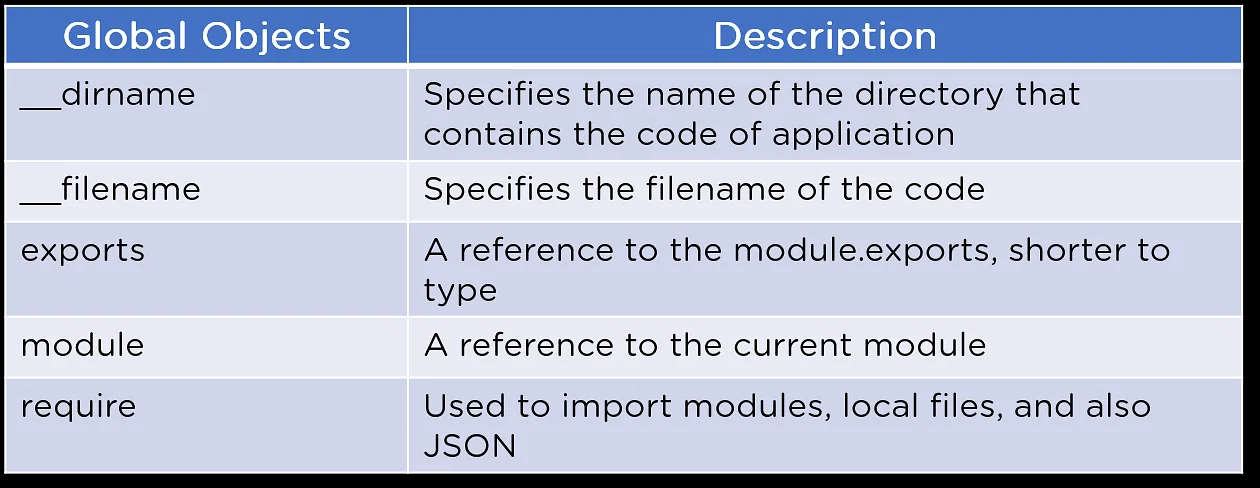 Global Objects
Description
__dirname
Specifies the name of the directory that
contains the code of application
__filename
Specifies the filename of the code
exports
A reference to the module.exports, shorter to
type
module
A reference to the current module
require
Used to import modules, local files, and also
JSON